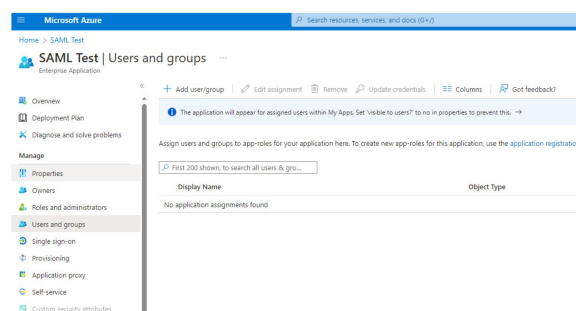 Microsoft Azure
Search resources, services, and docs (G+/)
Home > SAML Test
SAML Test | Users and groups ...
Enterprise Application
Overview
Deployment Plan
Diagnose and solve problems
Manage
Properties
Owners
Roles and administrators
Users and groups
Single sign-on
Provisioning
Application proxy
Self-service
Custom security attributes
Add user/group
Edit assignment
Remove
Update credentials
Columns
Got feedback?
The application will appear for assigned users within My Apps. Set 'visible to users?' to no in properties to prevent this. →
Assign users and groups to app-roles for your application here. To create new app-roles for this application, use the application registratio
First 200 shown, to search all users & gro...
Display Name
Object Type
No application assignments found